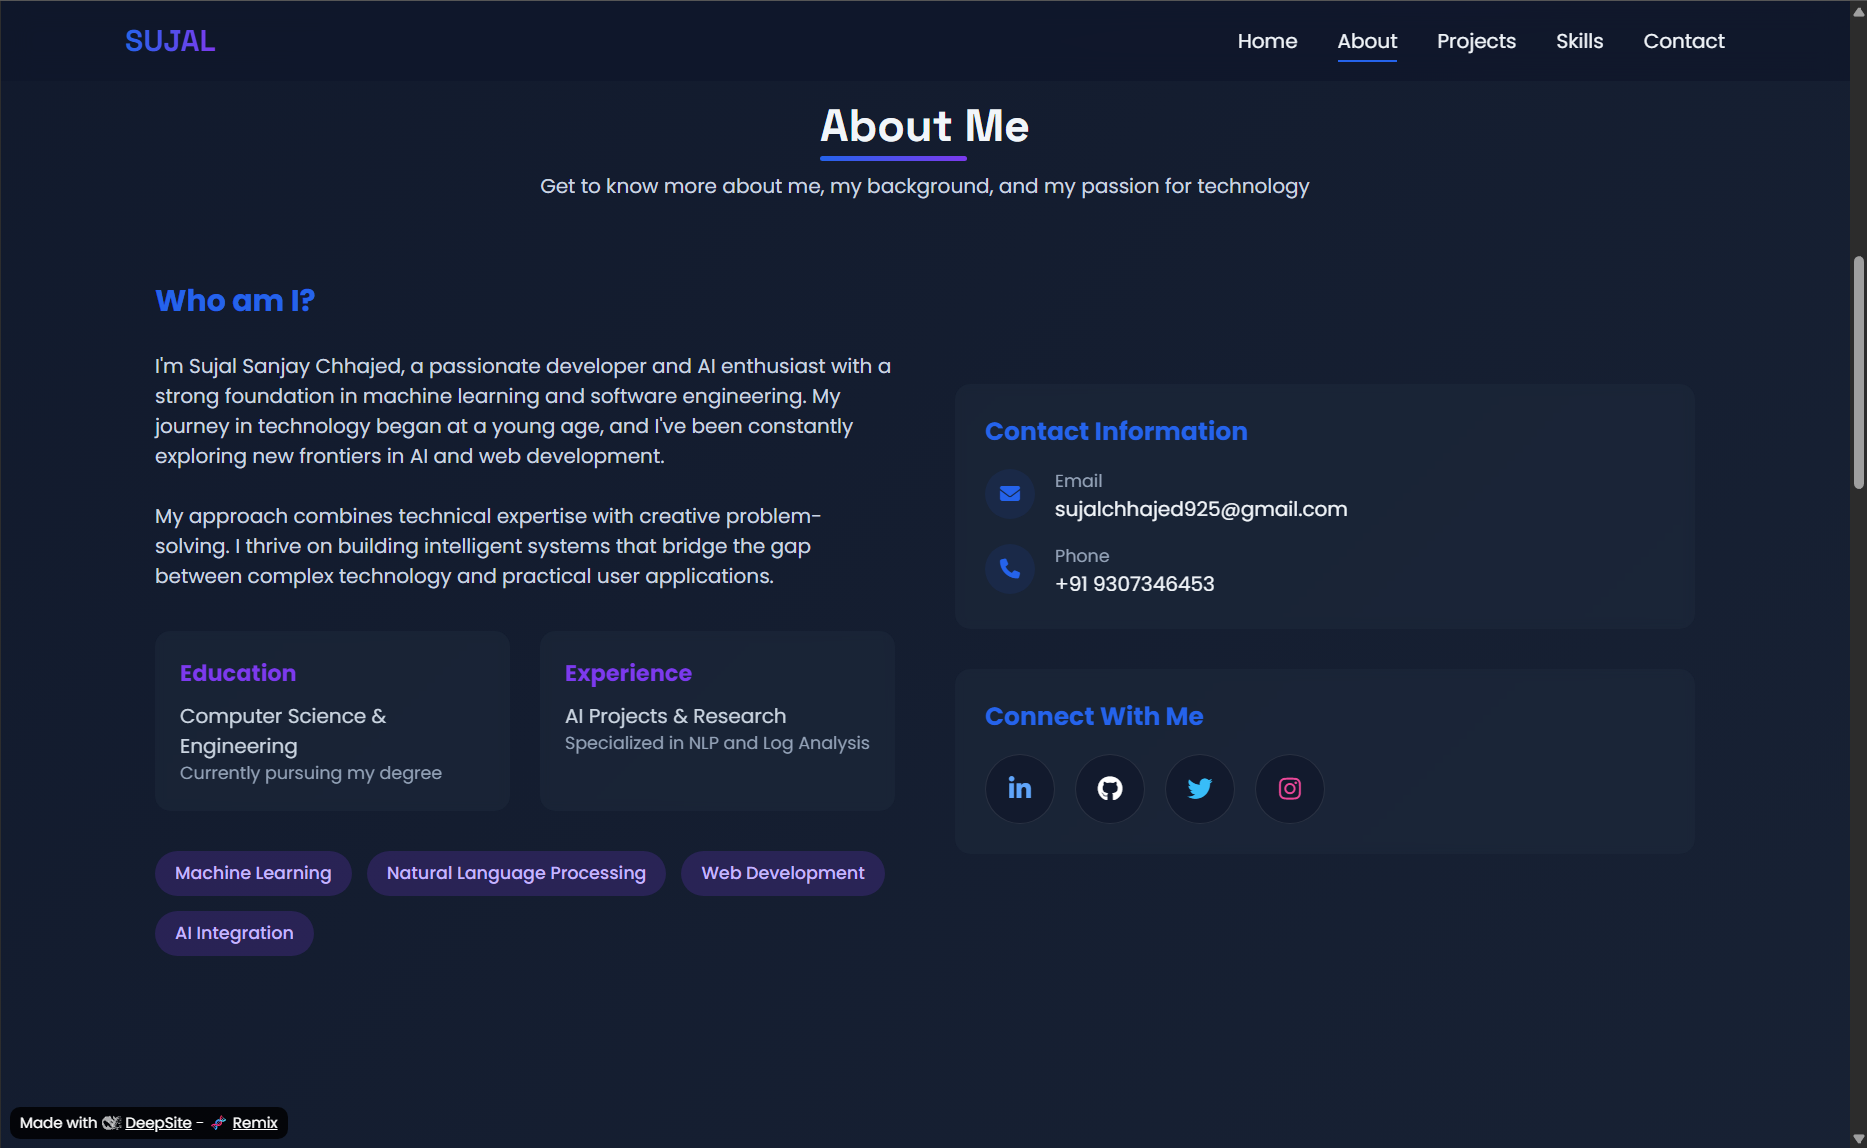 SUJAL
Home About Projects Skills Contact
About Me
Get to know more about me, my background, and my passion for technology
Who am I?
I'm Sujal Sanjay Chhajed, a passionate developer and AI enthusiast with a
strong foundation in machine learning and software engineering. My
journey in technology began at a young age, and I've been constantly
exploring new frontiers in AI and web development.
My approach combines technical expertise with creative problem-
solving. I thrive on building intelligent systems that bridge the gap
between complex technology and practical user applications.
Education
Computer Science &
Engineering
Currently pursuing my degree
Experience
AI Projects & Research
Specialized in NLP and Log Analysis
Machine Learning
Natural Language Processing
Web Development
AI Integration
Contact Information
Email
sujalchhajed925@gmail.com
Phone
+91 9307346453
Connect With Me
in
Made with DeepSite - Remix